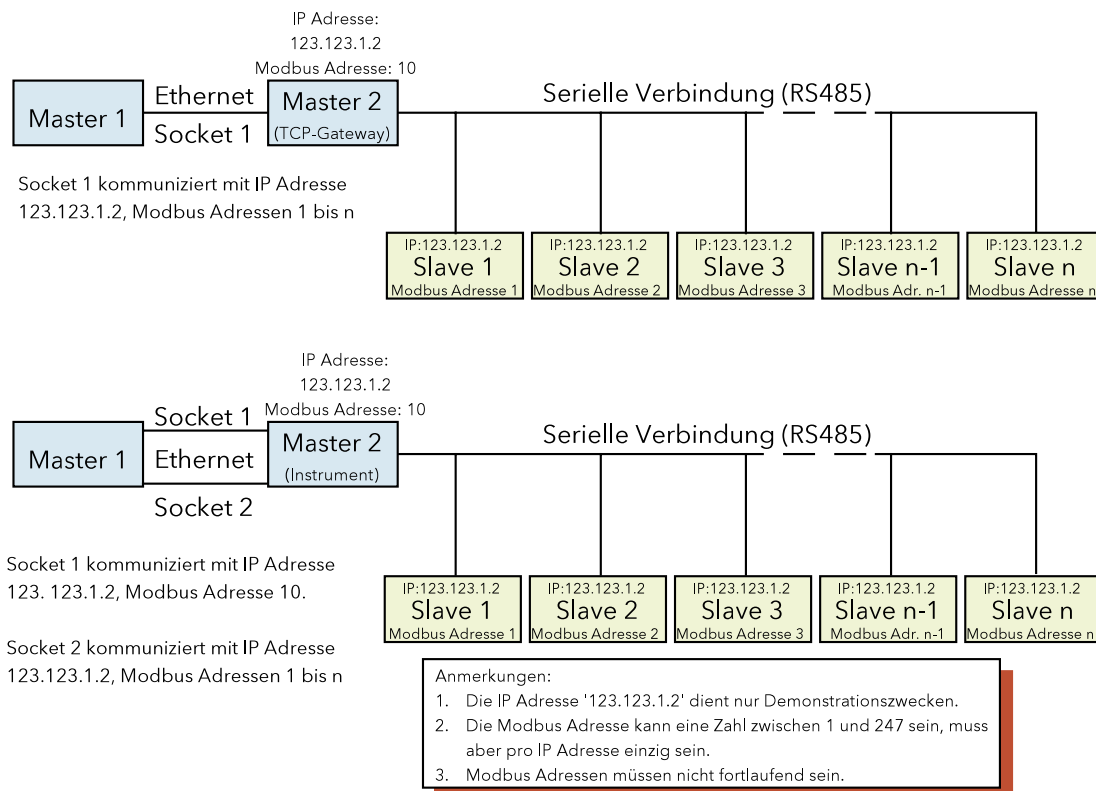 IP Adresse:
123.123.1.2
Modbus Adresse: 10
Master 1
Ethernet
Socket 1
Master 2
(TCP-Gateway)
Serielle Verbindung (RS485)
Socket 1 kommuniziert mit IP Adresse
123.123.1.2, Modbus Adressen 1 bis n
IP:123.123.1.2
Slave 1
Modbus Adresse 1
IP:123.123.1.2
Slave 2
Modbus Adresse 2
IP:123.123.1.2
Slave 3
Modbus Adresse 3
IP:123.123.1.2
Slave n-1
Modbus Adr. n-1
IP:123.123.1.2
Slave n
Modbus Adresse n
IP Adresse:
123.123.1.2
Modbus Adresse: 10
Master 1
Socket 1
Ethernet
Socket 2
Master 2
(Instrument)
Serielle Verbindung (RS485)
Socket 1 kommuniziert mit IP Adresse
123. 123.1.2, Modbus Adresse 10.
Socket 2 kommuniziert mit IP Adresse
123.123.1.2, Modbus Adressen 1 bis n
IP:123.123.1.2
Slave 1
Modbus Adresse 1
IP:123.123.1.2
Slave 2
Modbus Adresse 2
IP:123.123.1.2
Slave 3
Modbus Adresse 3
IP:123.123.1.2
Slave n-1
Modbus Adr. n-1
IP:123.123.1.2
Slave n
Modbus Adresse n
Anmerkungen:
1. Die IP Adresse '123.123.1.2' dient nur Demonstrationszwecken.
2. Die Modbus Adresse kann eine Zahl zwischen 1 und 247 sein, muss
aber pro IP Adresse einzig sein.
3. Modbus Adressen müssen nicht fortlaufend sein.